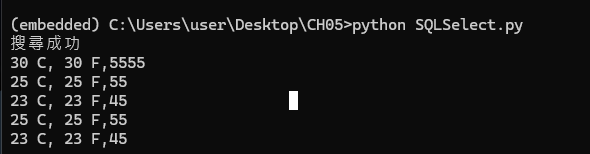 (embedded) C:\Users\user\Desktop\CH05>python SQLSelect.py
搜尋成功
30 C, 30 F,5555
25 C, 25 F,55
23 C, 23 F,45
25 C, 25 F,55
23 C, 23 F,45